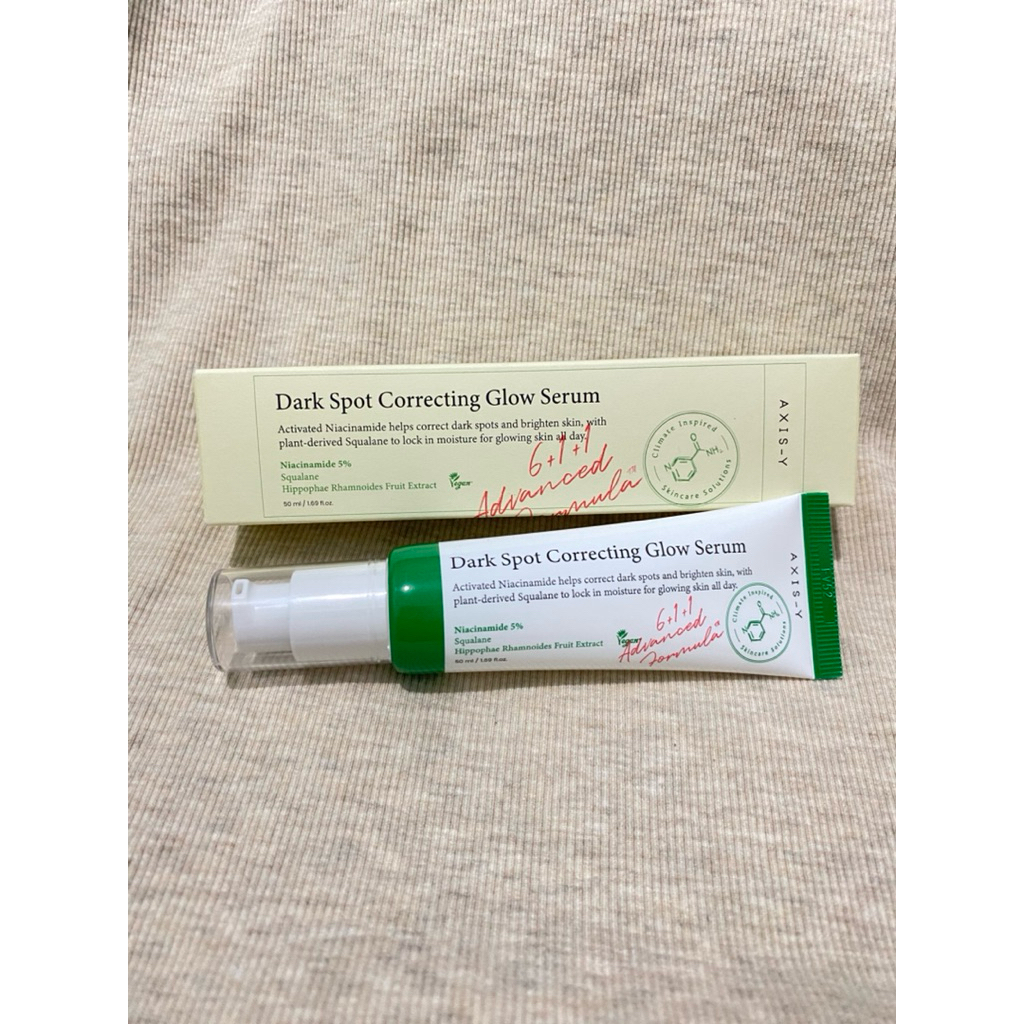 Dark Spot Correcting Glow Serum
Activated Niacinamide helps correct dark spots and brighten skin, with
plant-derived Squalane to lock in moisture for glowing skin all day.
Niacinamide 5%
Squalane
Hippophae Rhamnoides Fruit Extract
50 ml / 1.69 fl.oz.
Vegan
6+1+1
Advanced
Formula™
Climate Inspired
NH₂
O
N
Skincare Solutions
AXIS-Y
Dark Spot Correcting Glow Serum
Activated Niacinamide helps correct dark spots and brighten skin, with
plant-derived Squalane to lock in moisture for glowing skin all day.
Niacinamide 5%
Squalane
Hippophae Rhamnoides Fruit Extract
50 ml / 1.69 fl.oz.
Vegan
6+1+1
Advanced
Formula
Climate Inspired
Skincare Solutions
AXIS-Y